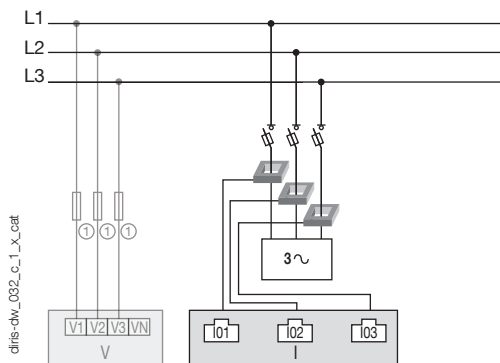 L1
L2
L3
1 1 1
3∿
V1 V2 V3 VN
V
I01 I02 I03
I
diris-dw_032_c_1_x_cat